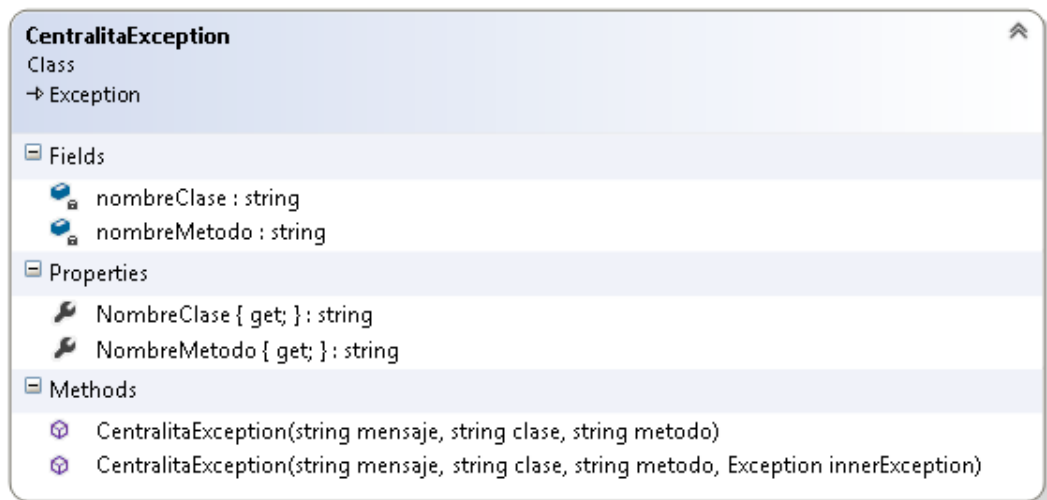 CentralitaException
Class
Exception
Fields
nombreClase : string
nombreMetodo : string
Properties
NombreClase { get; } : string
NombreMetodo { get; } : string
Methods
CentralitaException(string mensaje, string clase, string metodo)
CentralitaException(string mensaje, string clase, string metodo, Exception innerException)